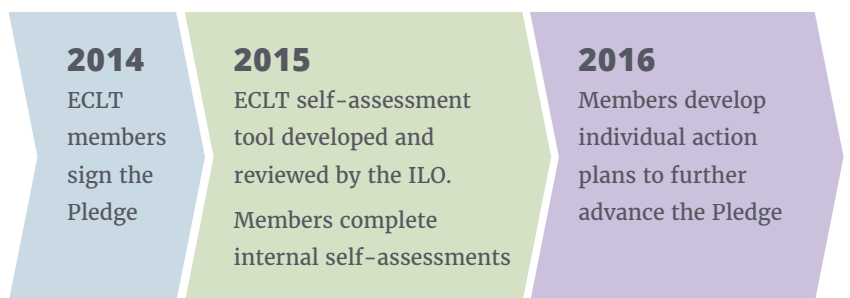 2014
ECLT
members
sign the
Pledge
2015
ECLT self-assessment
tool developed and
reviewed by the ILO.
Members complete
internal self-assessments
2016
Members develop
individual action
plans to further
advance the Pledge